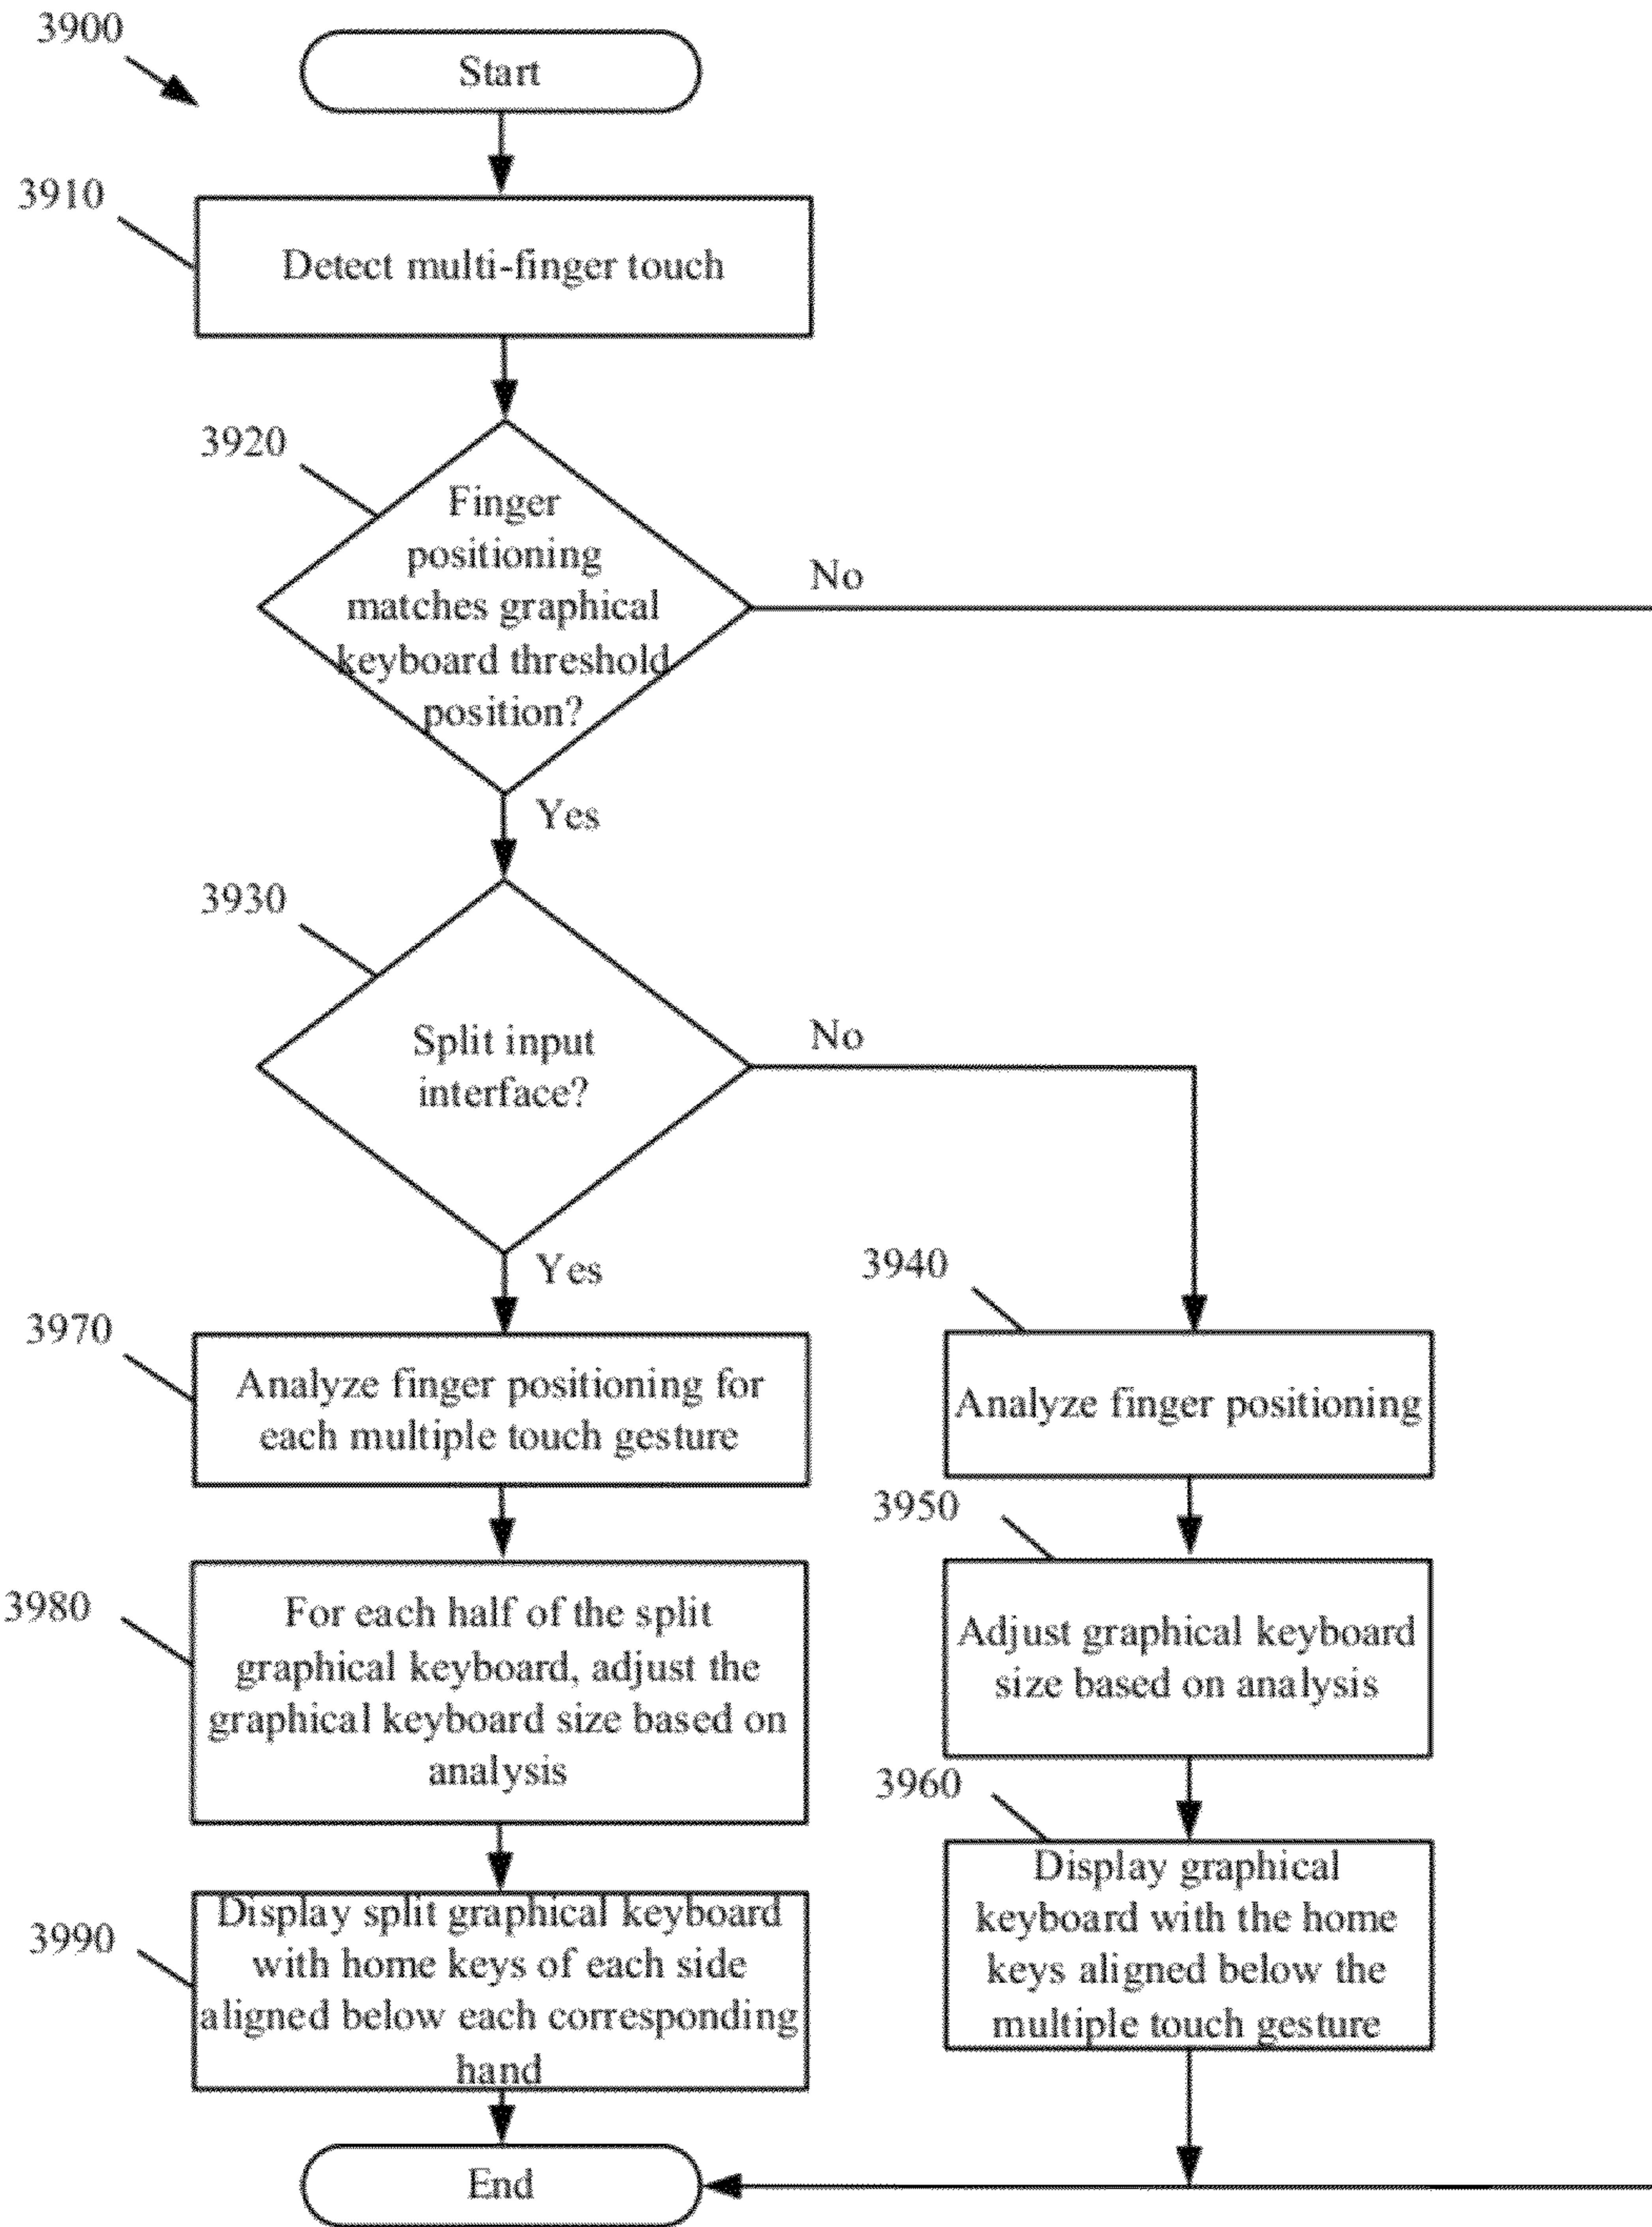 3900
Start
3910
Detect multi-finger touch
3920
Finger
positioning
matches graphical
keyboard threshold
position?
No
Yes
3930
Split input
interface?
No
Yes
3940
3970
Analyze finger positioning for
each multiple touch gesture
Analyze finger positioning
3950
3980
For each half of the split
graphical keyboard, adjust the
graphical keyboard size based on
analysis
Adjust graphical keyboard
size based on analysis
3960
Display graphical
keyboard with the home
keys aligned below the
multiple touch gesture
3990
Display split graphical keyboard
with home keys of each side
aligned below each corresponding
hand
End